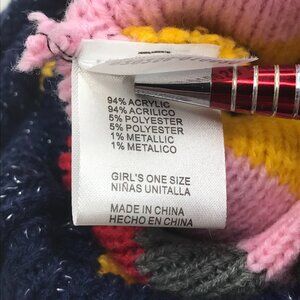 94% ACRYLIC
94% ACRILICO
5% POLYESTER
5% POLYESTER
1% METALLIC
1% METALICO
GIRL'S ONE SIZE
NIÑAS UNITALLA
MADE IN CHINA
HECHO EN CHINA